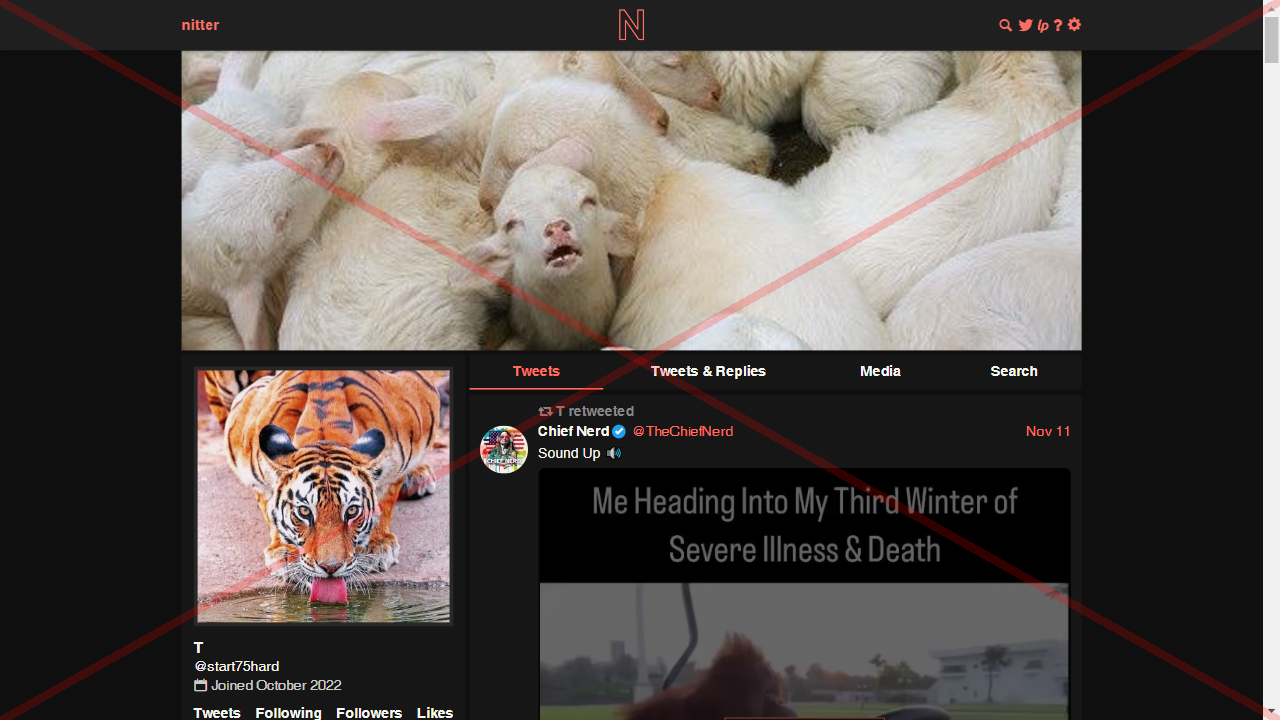 nitter
N
lp ?
Tweets
Tweets & Replies
Media
Search
T retweeted
Chief Nerd @TheChiefNerd Nov 11
Sound Up
Me Heading Into My Third Winter of
Severe Illness & Death
T
@start75hard
Joined October 2022
Tweets Following Followers Likes